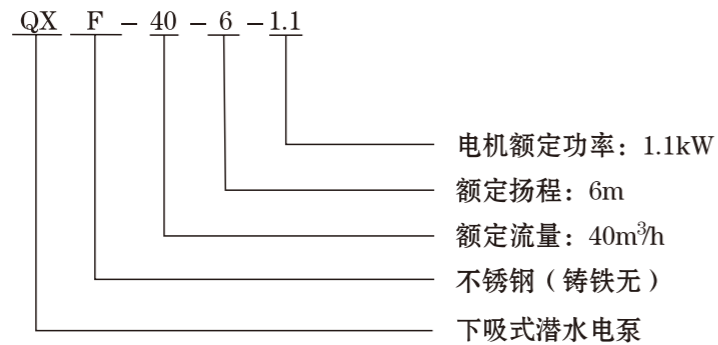 QX F - 40 - 6 - 1.1
电机额定功率：1.1kW
额定扬程：6m
额定流量：40m³/h
不锈钢（铸铁无）
下吸式潜水电泵